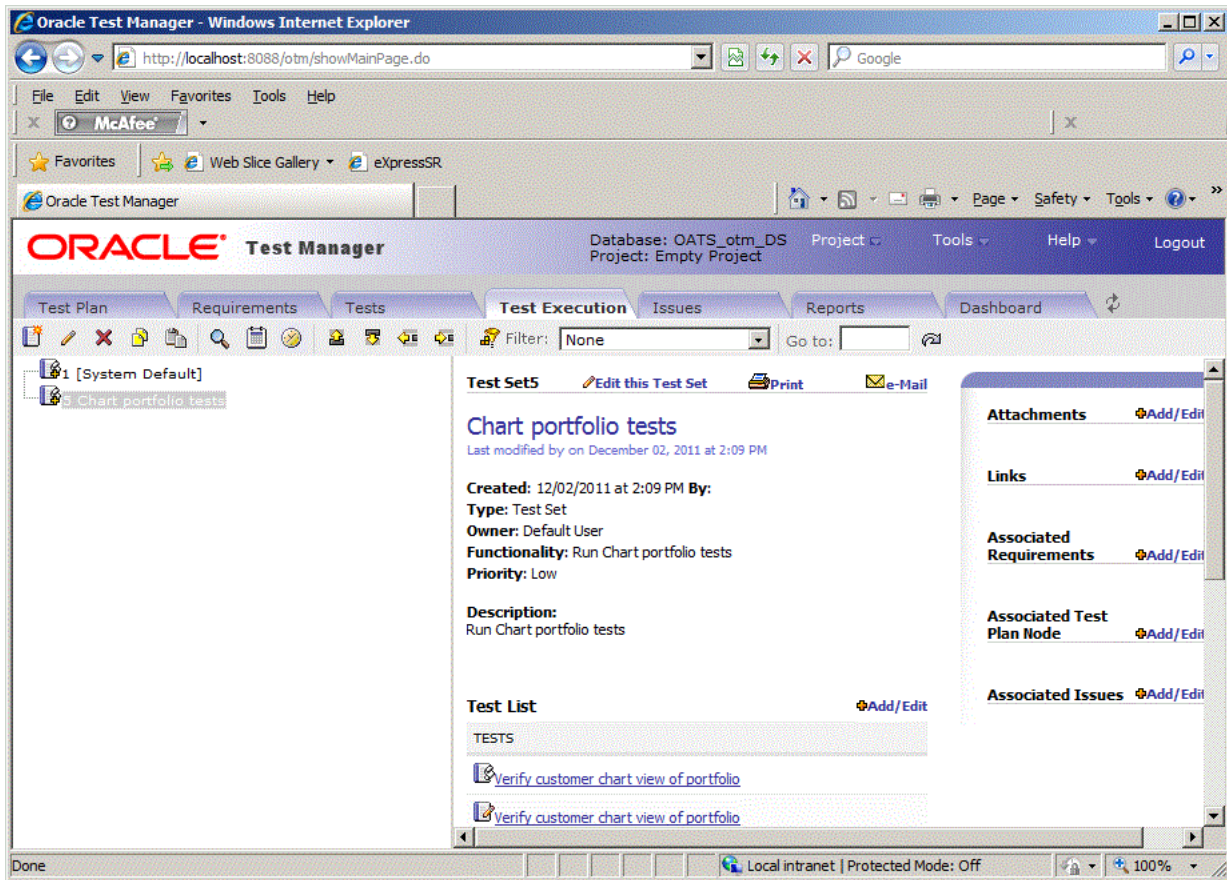 Oracle Test Manager - Windows Internet Explorer
http://localhost:8088/otm/showMainPage.do
Google
File Edit View Favorites Tools Help
McAfee
Favorites Web Slice Gallery eXpressSR
Oracle Test Manager
Page Safety Tools
ORACLE Test Manager
Database: OATS_otm_DS
Project: Empty Project
Project Tools Help Logout
Test Plan Requirements Tests Test Execution Issues Reports Dashboard
Filter: None Go to:
1 [System Default]
5 Chart portfolio tests
Test Set5 Edit this Test Set Print e-Mail
Chart portfolio tests
Last modified by on December 02, 2011 at 2:09 PM
Created: 12/02/2011 at 2:09 PM By:
Type: Test Set
Owner: Default User
Functionality: Run Chart portfolio tests
Priority: Low
Description:
Run Chart portfolio tests
Test List Add/Edit
TESTS
Verify customer chart view of portfolio
Verify customer chart view of portfolio
Attachments Add/Edit
Links Add/Edit
Associated
Requirements Add/Edit
Associated Test
Plan Node Add/Edit
Associated Issues Add/Edit
Done Local intranet | Protected Mode: Off 100%